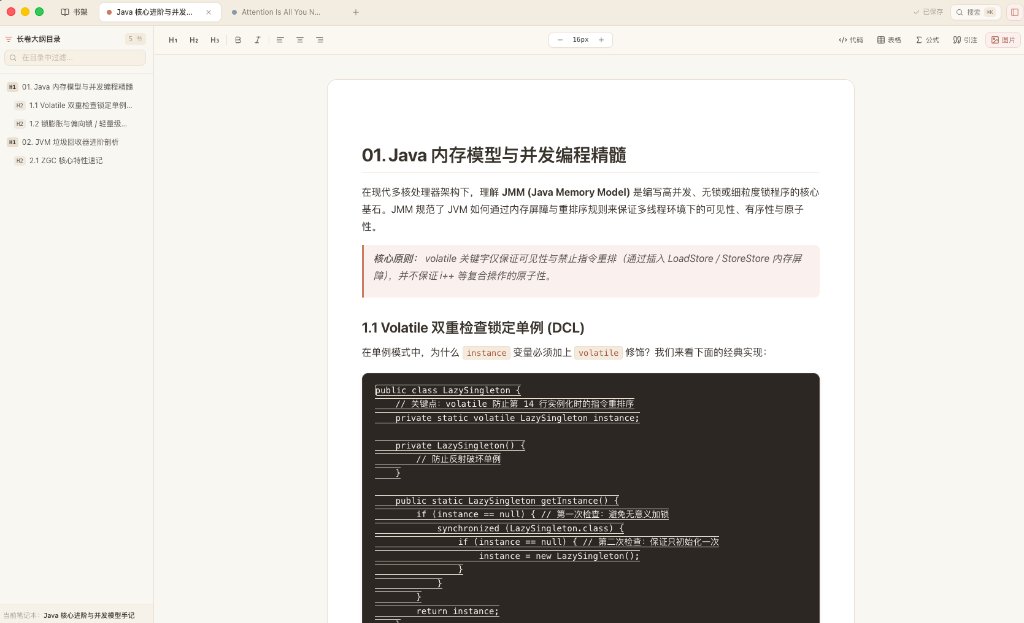 书架
Java 核心进阶与并发...
Attention Is All You N...
已保存
搜索 ⌘K
长卷大纲目录
5 节
在目录中过滤...
H1 H2 H3 B I
− 16px +
</> 代码
表格
Σ 公式
引注
图片
H1 01. Java 内存模型与并发编程精髓
H2 1.1 Volatile 双重检查锁定单例...
H2 1.2 锁膨胀与偏向锁 / 轻量级...
H1 02. JVM 垃圾回收器进阶剖析
H2 2.1 ZGC 核心特性速记
当前笔记本: Java 核心进阶与并发模型手记
01. Java 内存模型与并发编程精髓
在现代多核处理器架构下，理解 JMM (Java Memory Model) 是编写高并发、无锁或细粒度锁程序的核心
基石。JMM 规范了 JVM 如何通过内存屏障与重排序规则来保证多线程环境下的可见性、有序性与原子
性。
核心原则： volatile 关键字仅保证可见性与禁止指令重排（通过插入 LoadStore / StoreStore 内存屏
障），并不保证 i++ 等复合操作的原子性。
1.1 Volatile 双重检查锁定单例 (DCL)
在单例模式中，为什么 instance 变量必须加上 volatile 修饰？我们来看下面的经典实现：
public class LazySingleton {
// 关键点：volatile 防止第 14 行实例化时的指令重排序
private static volatile LazySingleton instance;
private LazySingleton() {
// 防止反射破坏单例
}
public static LazySingleton getInstance() {
if (instance == null) { // 第一次检查：避免无意义加锁
synchronized (LazySingleton.class) {
if (instance == null) { // 第二次检查：保证只初始化一次
instance = new LazySingleton();
}
}
}
return instance;
}